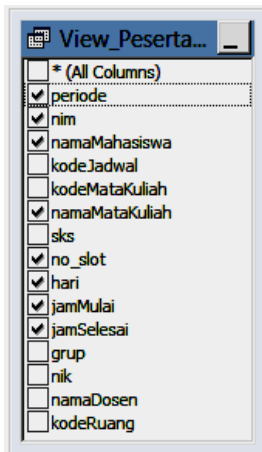 View_Peserta...
* (All Columns)
periode
nim
namaMahasiswa
kodeJadwal
kodeMataKuliah
namaMataKuliah
sks
no_slot
hari
jamMulai
jamSelesai
grup
nik
namaDosen
kodeRuang